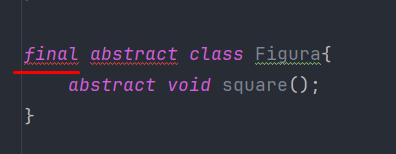 final abstract class Figura{
abstract void square();
}